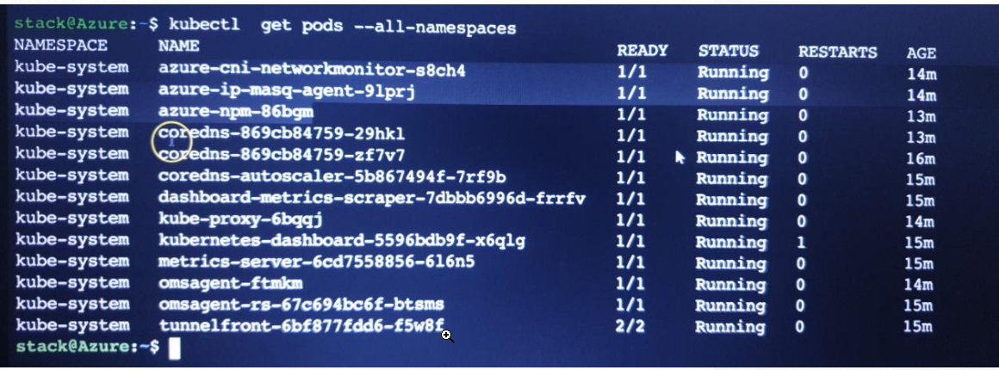 stack@Azure:~$ kubectl  get pods --all-namespaces
NAMESPACE NAME READY STATUS RESTARTS AGE
kube-system azure-cni-networkmonitor-s8ch4 1/1 Running 0 14m
kube-system azure-ip-masq-agent-9lprj 1/1 Running 0 14m
kube-system azure-npm-86bgm 1/1 Running 0 13m
kube-system coredns-869cb84759-29hkl 1/1 Running 0 13m
kube-system coredns-869cb84759-zf7v7 1/1 Running 0 16m
kube-system coredns-autoscaler-5b867494f-7rf9b 1/1 Running 0 15m
kube-system dashboard-metrics-scraper-7dbbb6996d-frrfv 1/1 Running 0 15m
kube-system kube-proxy-6bqqj 1/1 Running 0 14m
kube-system kubernetes-dashboard-5596bdb9f-x6qlg 1/1 Running 1 15m
kube-system metrics-server-6cd7558856-6l6n5 1/1 Running 0 15m
kube-system omsagent-ftmkm 1/1 Running 0 14m
kube-system omsagent-rs-67c694bc6f-btsms 1/1 Running 0 15m
kube-system tunnelfront-6bf877fdd6-f5w8f 2/2 Running 0 15m
stack@Azure:~$